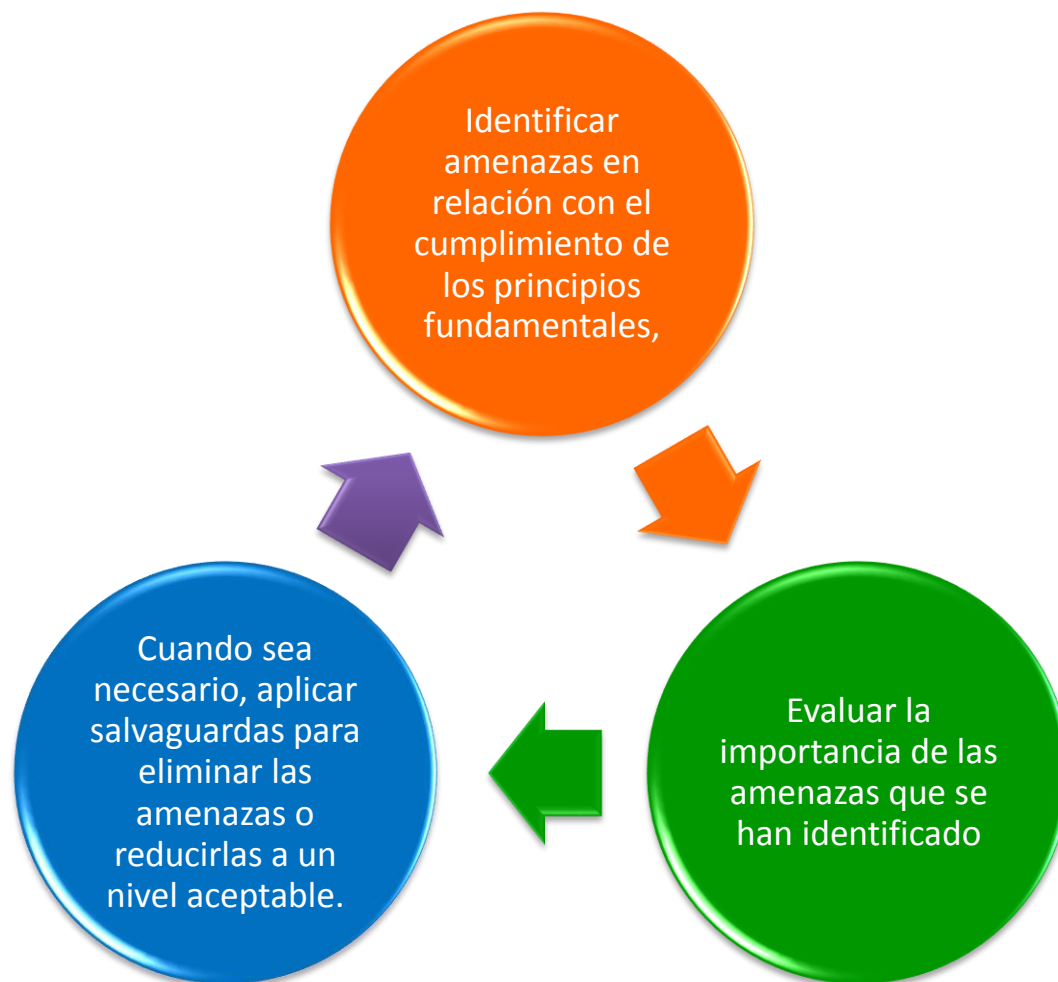 Identificar
amenazas en
relación con el
cumplimiento de
los principios
fundamentales,
Evaluar la
importancia de las
amenazas que se
han identificado
Cuando sea
necesario, aplicar
salvaguardas para
eliminar las
amenazas o
reducirlas a un
nivel aceptable.